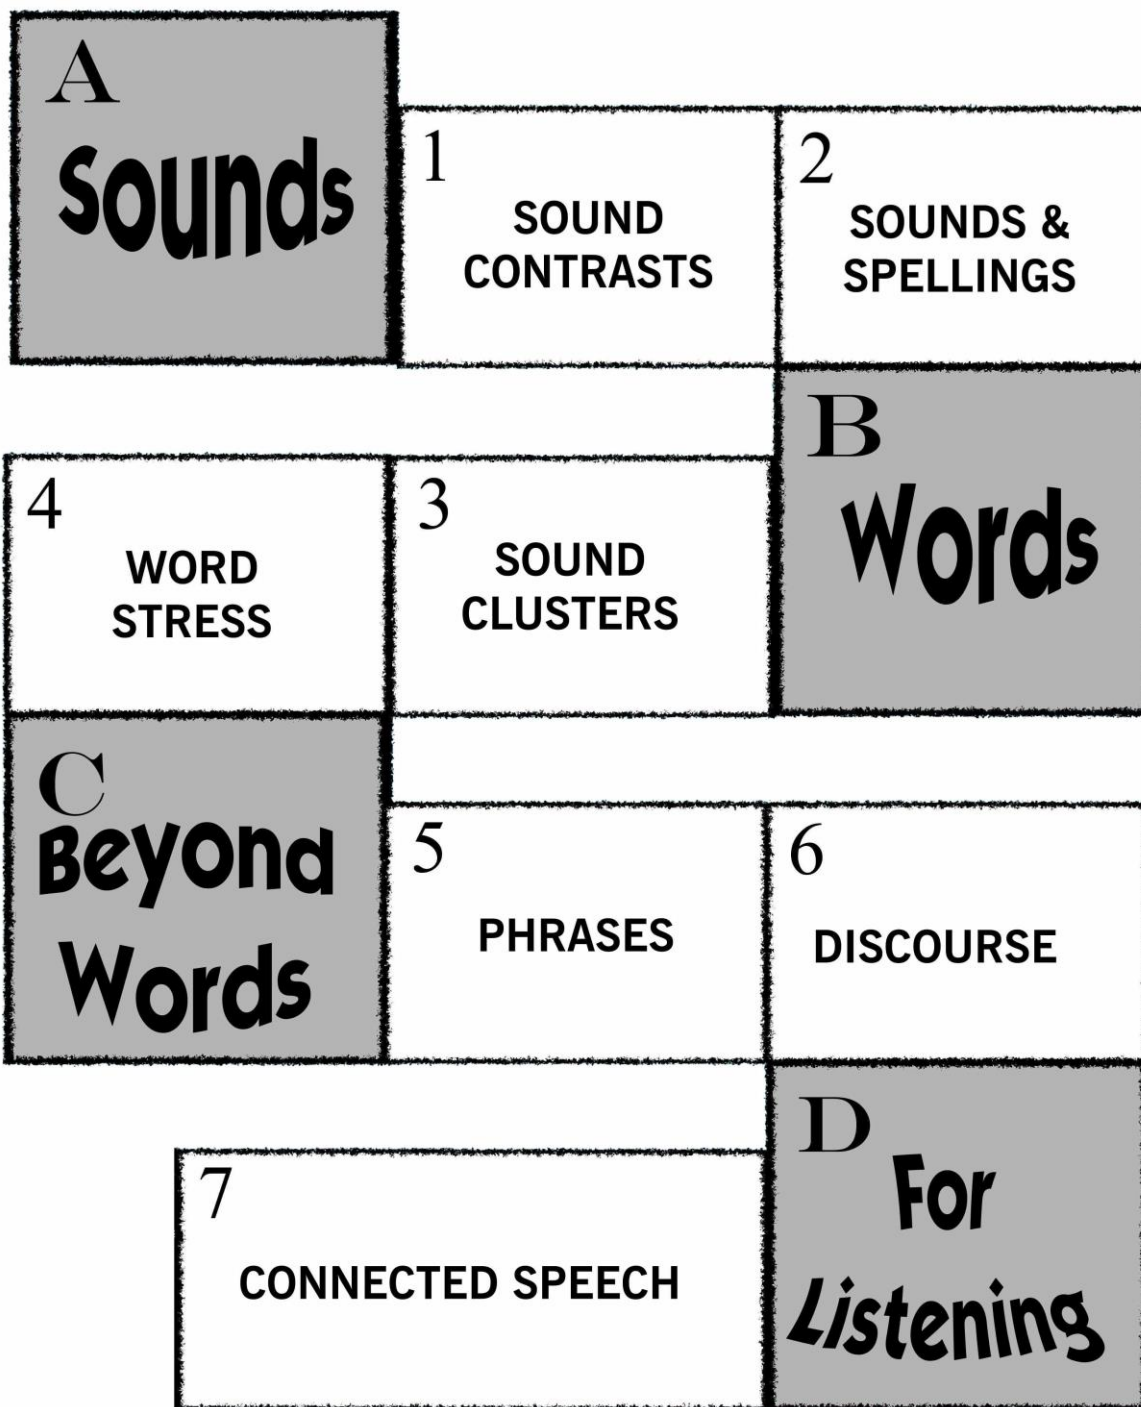 A
Sounds
1
SOUND
CONTRASTS
2
SOUNDS &
SPELLINGS
B
Words
3
SOUND
CLUSTERS
4
WORD
STRESS
C
Beyond
Words
5
PHRASES
6
DISCOURSE
D
For
Listening
7
CONNECTED SPEECH